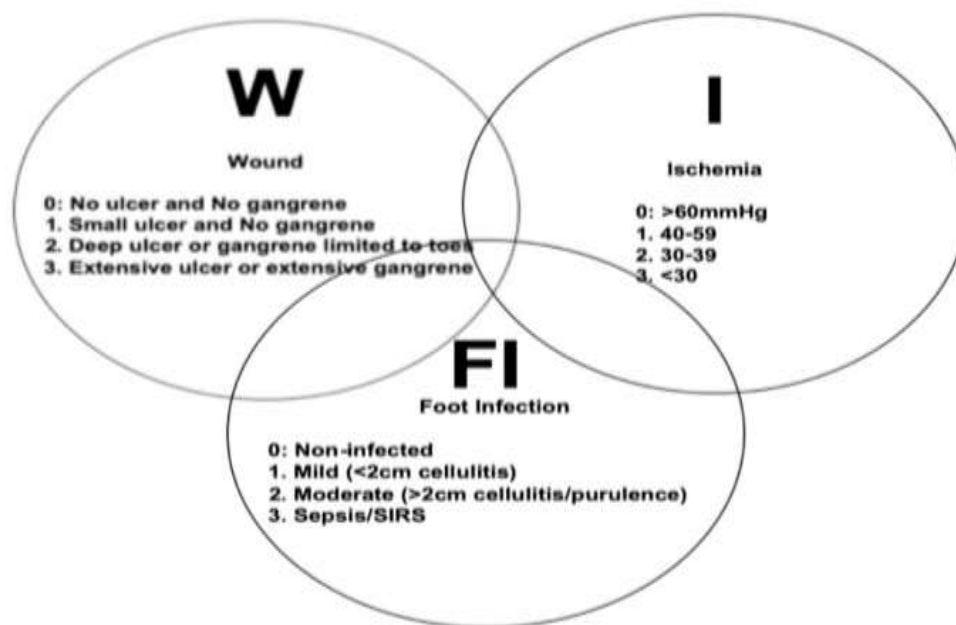 W
Wound
0: No ulcer and No gangrene
1. Small ulcer and No gangrene
2. Deep ulcer or gangrene limited to toes
3. Extensive ulcer or extensive gangrene
I
Ischemia
0: >60mmHg
1. 40-59
2. 30-39
3. <30
FI
Foot Infection
0: Non-infected
1. Mild (<2cm cellulitis)
2. Moderate (>2cm cellulitis/purulence)
3. Sepsis/SIRS